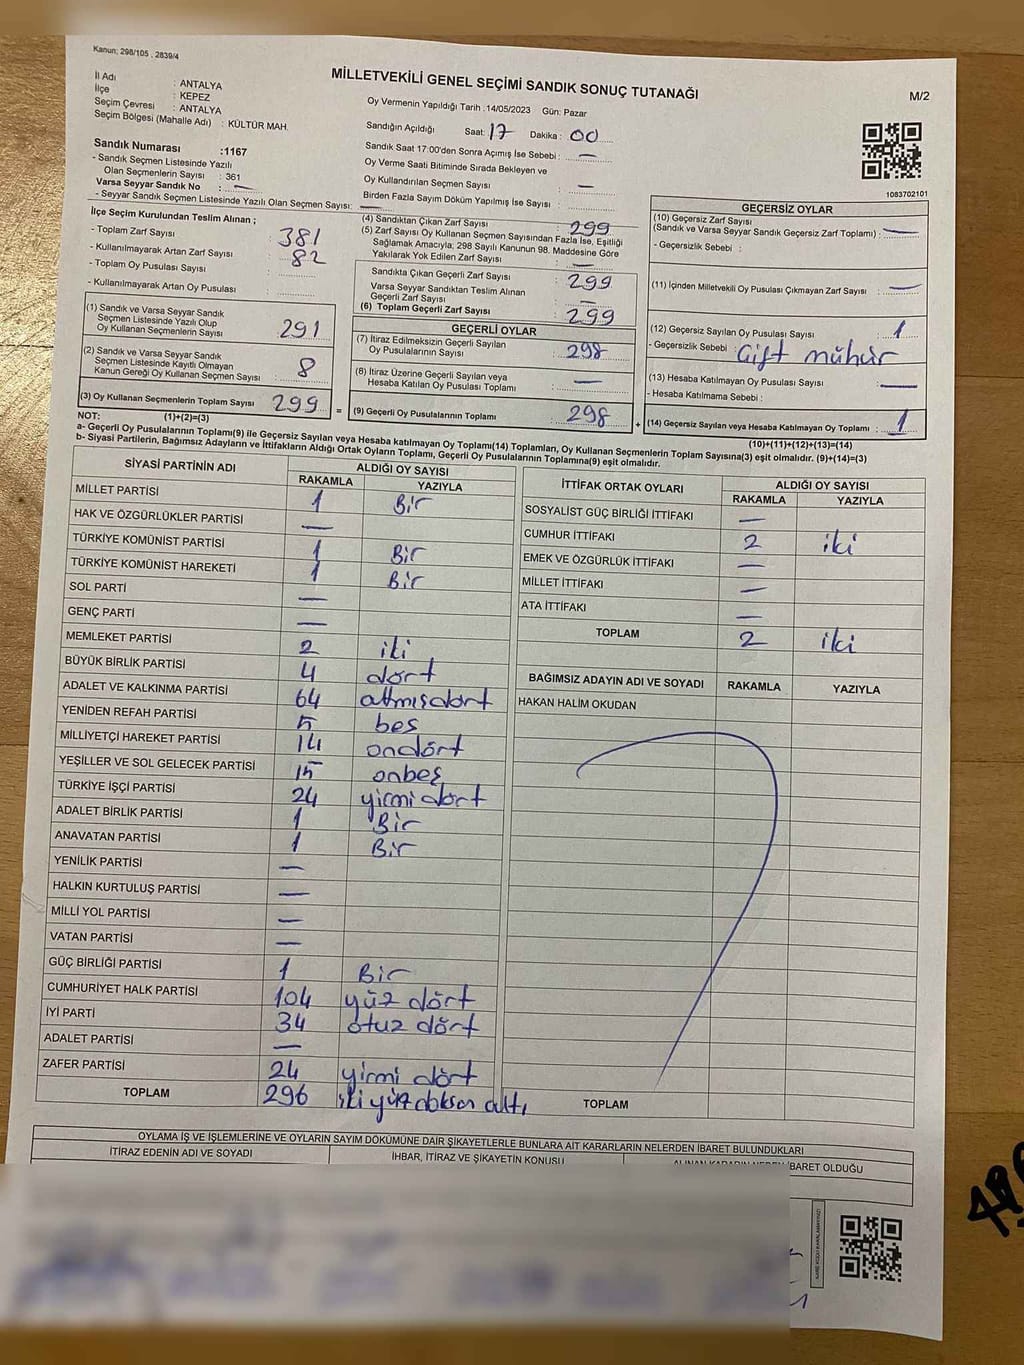 Kanun; 298/105 , 2839/4
MİLLETVEKİLİ GENEL SEÇİMİ SANDIK SONUÇ TUTANAĞI
M/2
İl Adı : ANTALYA
İlçe : KEPEZ
Seçim Çevresi : ANTALYA
Seçim Bölgesi (Mahalle Adı) : KÜLTÜR MAH.
Oy Vermenin Yapıldığı Tarih :14/05/2023 Gün: Pazar
Sandığın Açıldığı Saat: 17 Dakika : 00
Sandık Saat 17:00'den Sonra Açımış İse Sebebi : —
Oy Verme Saati Bitiminde Sırada Bekleyen ve
Oy Kullandırılan Seçmen Sayısı : —
Birden Fazla Sayım Döküm Yapılmış İse Sayısı :
1083702101
Sandık Numarası :1167
- Sandık Seçmen Listesinde Yazılı
Olan Seçmenlerin Sayısı : 361
Varsa Seyyar Sandık No : —
- Seyyar Sandık Seçmen Listesinde Yazılı Olan Seçmen Sayısı: —
İlçe Seçim Kurulundan Teslim Alınan ;
- Toplam Zarf Sayısı : 381
- Kullanılmayarak Artan Zarf Sayısı : 82
- Toplam Oy Pusulası Sayısı :
- Kullanılmayarak Artan Oy Pusulası :
(1) Sandık ve Varsa Seyyar Sandık
Seçmen Listesinde Yazılı Olup
Oy Kullanan Seçmenlerin Sayısı : 291
(2) Sandık ve Varsa Seyyar Sandık
Seçmen Listesinde Kayıtlı Olmayan
Kanun Gereği Oy Kullanan Seçmen Sayısı : 8
(3) Oy Kullanan Seçmenlerin Toplam Sayısı : 299
(1)+(2)=(3)
(4) Sandıktan Çıkan Zarf Sayısı : 299
(5) Zarf Sayısı Oy Kullanan Seçmen Sayısından Fazla İse, Eşitliği
Sağlamak Amacıyla, 298 Sayılı Kanunun 98. Maddesine Göre
Yakılarak Yok Edilen Zarf Sayısı : —
Sandıkta Çıkan Geçerli Zarf Sayısı : 299
Varsa Seyyar Sandıktan Teslim Alınan
Geçerli Zarf Sayısı : —
(6) Toplam Geçerli Zarf Sayısı : 299
GEÇERLİ OYLAR
(7) İtiraz Edilmeksizin Geçerli Sayılan
Oy Pusulalarının Sayısı : 298
(8) İtiraz Üzerine Geçerli Sayılan veya
Hesaba Katılan Oy Pusulası Toplamı : —
= (9) Geçerli Oy Pusulalarının Toplamı : 298
GEÇERSİZ OYLAR
(10) Geçersiz Zarf Sayısı
(Sandık ve Varsa Seyyar Sandık Geçersiz Zarf Toplamı) : —
- Geçersizlik Sebebi :
(11) İçinden Milletvekili Oy Pusulası Çıkmayan Zarf Sayısı : —
(12) Geçersiz Sayılan Oy Pusulası Sayısı : 1
- Geçersizlik Sebebi : Çift mühür
(13) Hesaba Katılmayan Oy Pusulası Sayısı : —
- Hesaba Katılmama Sebebi :
+ (14) Geçersiz Sayılan veya Hesaba Katılmayan Oy Toplamı : 1
(10)+(11)+(12)+(13)=(14)
NOT:
a- Geçerli Oy Pusulalarının Toplamı(9) ile Geçersiz Sayılan veya Hesaba katılmayan Oy Toplamı(14) Toplamları, Oy Kullanan Seçmenlerin Toplam Sayısına(3) eşit olmalıdır. (9)+(14)=(3)
b- Siyasi Partilerin, Bağımsız Adayların ve İttifakların Aldığı Ortak Oyların Toplamı, Geçerli Oy Pusulalarının Toplamına(9) eşit olmalıdır.
SİYASİ PARTİNİN ADI ALDIĞI OY SAYISI
RAKAMLA YAZIYLA
MİLLET PARTİSİ 1 Bir
HAK VE ÖZGÜRLÜKLER PARTİSİ —
TÜRKİYE KOMÜNİST PARTİSİ 1 Bir
TÜRKİYE KOMÜNİST HAREKETİ 1 Bir
SOL PARTİ —
GENÇ PARTİ —
MEMLEKET PARTİSİ 2 iki
BÜYÜK BİRLİK PARTİSİ 4 dört
ADALET VE KALKINMA PARTİSİ 64 altmışdört
YENİDEN REFAH PARTİSİ 5 beş
MİLLİYETÇİ HAREKET PARTİSİ 14 ondört
YEŞİLLER VE SOL GELECEK PARTİSİ 15 onbeş
TÜRKİYE İŞÇİ PARTİSİ 24 yirmi dört
ADALET BİRLİK PARTİSİ 1 Bir
ANAVATAN PARTİSİ 1 Bir
YENİLİK PARTİSİ —
HALKIN KURTULUŞ PARTİSİ —
MİLLİ YOL PARTİSİ —
VATAN PARTİSİ —
GÜÇ BİRLİĞİ PARTİSİ 1 Bir
CUMHURİYET HALK PARTİSİ 104 yüz dört
İYİ PARTİ 34 otuz dört
ADALET PARTİSİ —
ZAFER PARTİSİ 24 yirmi dört
TOPLAM 296 iki yüz doksan altı
İTTİFAK ORTAK OYLARI ALDIĞI OY SAYISI
RAKAMLA YAZIYLA
SOSYALİST GÜÇ BİRLİĞİ İTTİFAKI —
CUMHUR İTTİFAKI 2 iki
EMEK VE ÖZGÜRLÜK İTTİFAKI —
MİLLET İTTİFAKI —
ATA İTTİFAKI —
TOPLAM 2 iki
BAĞIMSIZ ADAYIN ADI VE SOYADI RAKAMLA YAZIYLA
HAKAN HALİM OKUDAN
TOPLAM
OYLAMA İŞ VE İŞLEMLERİNE VE OYLARIN SAYIM DÖKÜMÜNE DAİR ŞİKAYETLERLE BUNLARA AİT KARARLARIN NELERDEN İBARET BULUNDUKLARI
İTİRAZ EDENİN ADI VE SOYADI İHBAR, İTİRAZ VE ŞİKAYETİN KONUSU ALINAN KARARIN NEDEN İBARET OLDUĞU